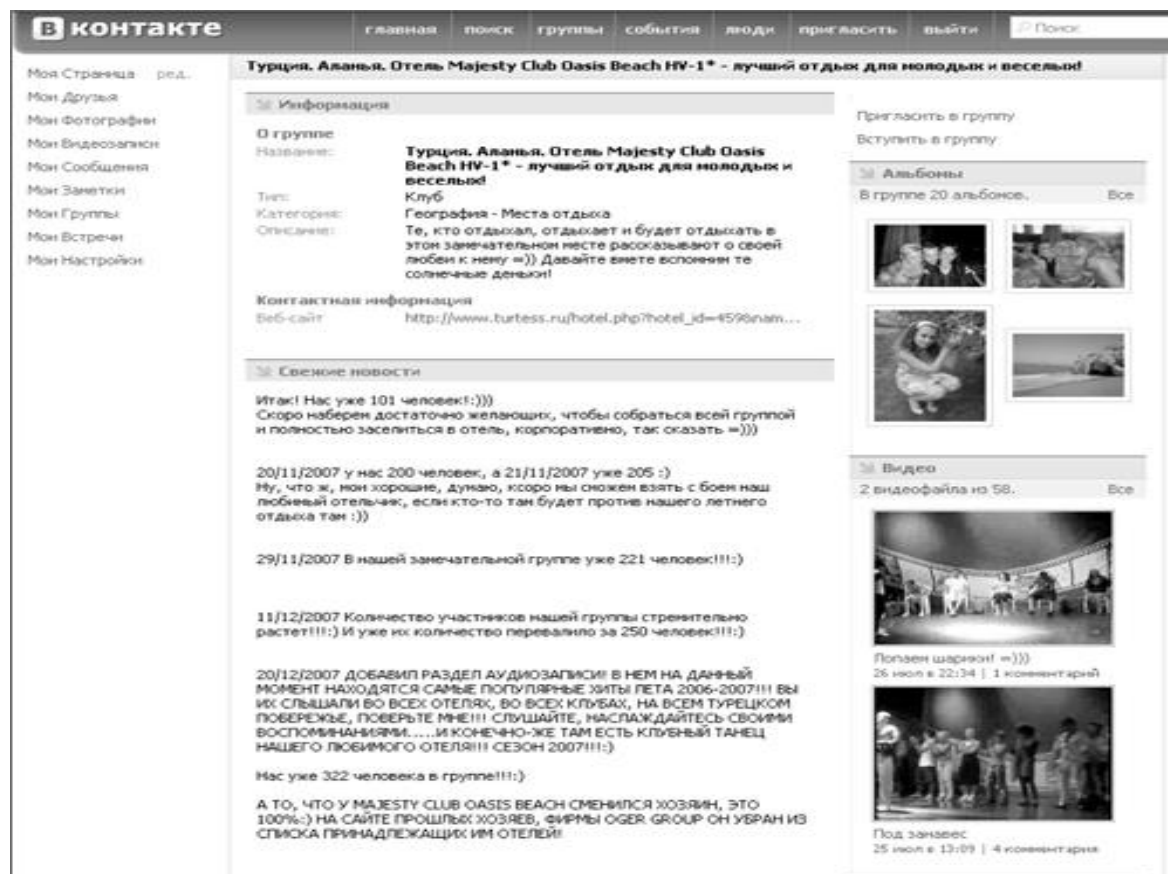 В контакте
главная поиск группы события люди пригласить выйти Поиск
Моя Страница ред.
Мои Друзья
Мои Фотографии
Мои Видеозаписи
Мои Сообщения
Мои Заметки
Мои Группы
Мои Встречи
Мои Настройки
Турция. Аланья. Отель Majesty Club Oasis Beach HV-1* - лучший отдых для молодых и веселых!
Информация
О группе
Название: Турция. Аланья. Отель Majesty Club Oasis
Beach HV-1* - лучший отдых для молодых и
веселых!
Тип: Клуб
Категория: География - Места отдыха
Описание: Те, кто отдыхал, отдыхает и будет отдыхать в
этом замечательном месте рассказывают о своей
любви к нему =)) Давайте вмете вспомним те
солнечные деньки!
Контактная информация
Веб-сайт http://www.turtess.ru/hotel.php?hotel_id=4598nam...
Свежие новости
Итак! Нас уже 101 человек!:)))
Скоро наберем достаточно желающих, чтобы собраться всей группой
и полностью заселиться в отель, корпоративно, так сказать =)))
20/11/2007 у нас 200 человек, а 21/11/2007 уже 205 :)
Ну, что ж, мои хорошие, думаю, ксоро мы сможем взять с боем наш
любимый отельчик, если кто-то там будет против нашего летнего
отдыха там :))
29/11/2007 В нашей замечательной группе уже 221 человек!!!:)
11/12/2007 Количество участников нашей группы стремительно
растет!!!:) И уже их количество перевалило за 250 человек!!!:)
20/12/2007 ДОБАВИЛ РАЗДЕЛ АУДИОЗАПИСИ! В НЕМ НА ДАННЫЙ
МОМЕНТ НАХОДЯТСЯ САМЫЕ ПОПУЛЯРНЫЕ ХИТЫ ЛЕТА 2006-2007!!! ВЫ
ИХ СЛЫШАЛИ ВО ВСЕХ ОТЕЛЯХ, ВО ВСЕХ КЛУБАХ, НА ВСЕМ ТУРЕЦКОМ
ПОБЕРЕЖЬЕ, ПОВЕРЬТЕ МНЕ!!! СЛУШАЙТЕ, НАСЛАЖДАЙТЕСЬ СВОИМИ
ВОСПОМИНАНИЯМИ.....И КОНЕЧНО-ЖЕ ТАМ ЕСТЬ КЛУБНЫЙ ТАНЕЦ
НАШЕГО ЛЮБИМОГО ОТЕЛЯ!!! СЕЗОН 2007!!!:)
Нас уже 322 человека в группе!!!:)
А ТО, ЧТО У MAJESTY CLUB OASIS BEACH СМЕНИЛСЯ ХОЗЯИН, ЭТО
100%:) НА САЙТЕ ПРОШЛЫХ ХОЗЯЕВ, ФИРМЫ OGER GROUP ОН УБРАН ИЗ
СПИСКА ПРИНАДЛЕЖАЩИХ ИМ ОТЕЛЕЙ!
Пригласить в группу
Вступить в группу
Альбомы
В группе 20 альбомов. Все
Видео
2 видеофайла из 58. Все
Лопаем шарики! =)))
26 июл в 22:34 | 1 комментарий
Под занавес
25 июл в 13:09 | 4 комментария